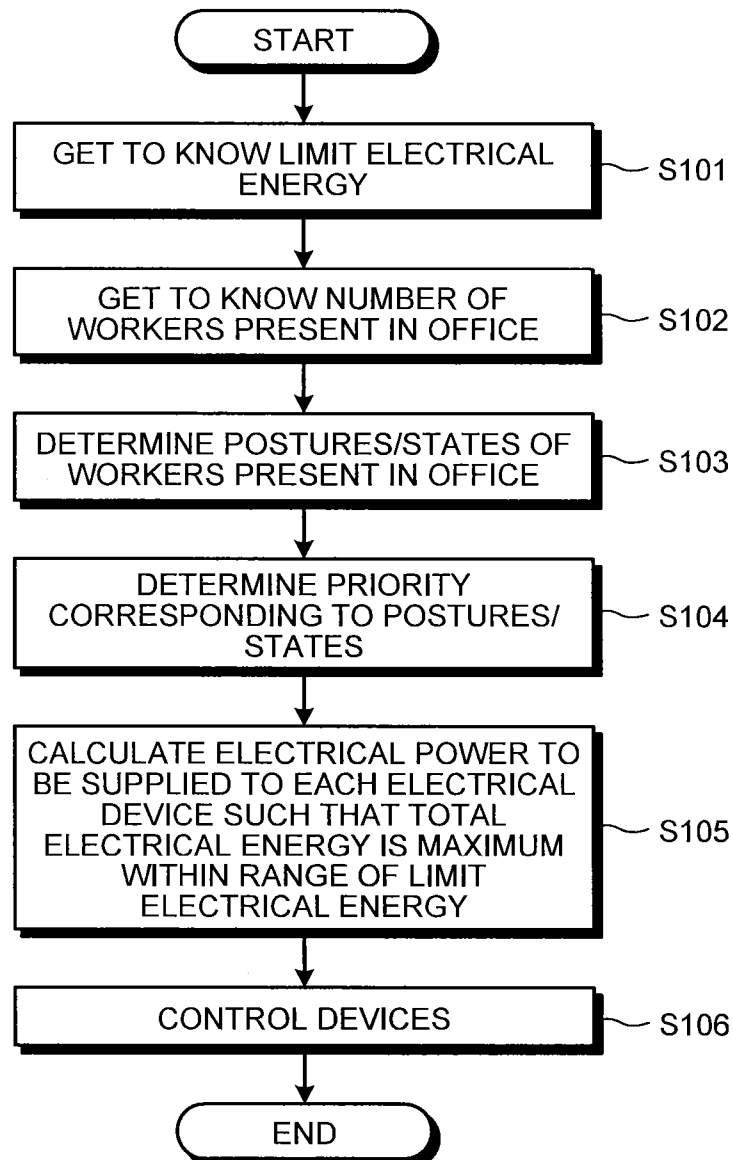 START
GET TO KNOW LIMIT ELECTRICAL
ENERGY
S101
GET TO KNOW NUMBER OF
WORKERS PRESENT IN OFFICE
S102
DETERMINE POSTURES/STATES OF
WORKERS PRESENT IN OFFICE
S103
DETERMINE PRIORITY
CORRESPONDING TO POSTURES/
STATES
S104
CALCULATE ELECTRICAL POWER TO
BE SUPPLIED TO EACH ELECTRICAL
DEVICE SUCH THAT TOTAL
ELECTRICAL ENERGY IS MAXIMUM
WITHIN RANGE OF LIMIT
ELECTRICAL ENERGY
S105
CONTROL DEVICES
S106
END